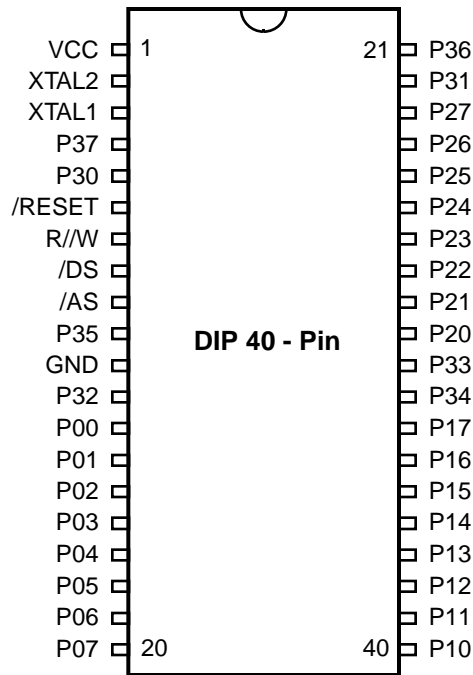 VCC 1 21 P36
XTAL2 P31
XTAL1 P27
P37 P26
P30 P25
/RESET P24
R//W P23
/DS P22
/AS P21
P35 DIP 40 - Pin P20
GND P33
P32 P34
P00 P17
P01 P16
P02 P15
P03 P14
P04 P13
P05 P12
P06 P11
P07 20 40 P10